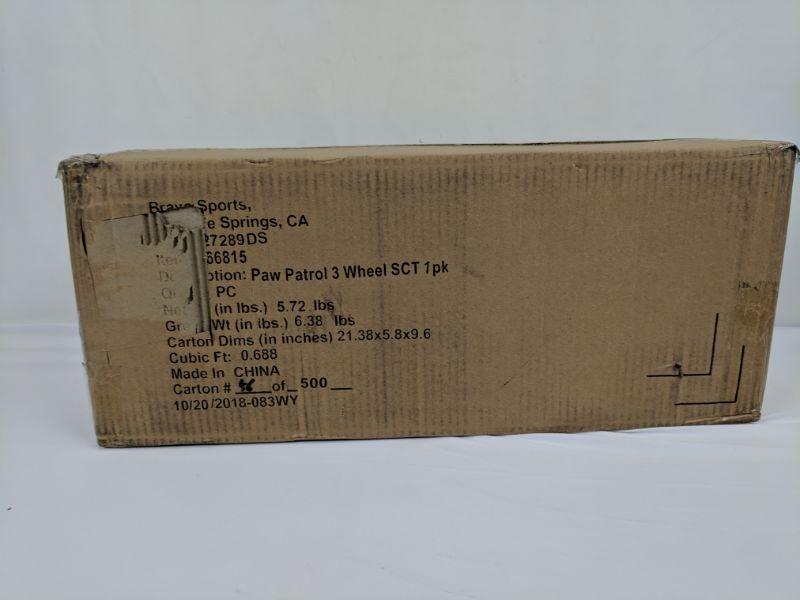 Bravo Sports,
Springs, CA
27289DS
66815
Paw Patrol 3 Wheel SCT 1pk
PC
(in lbs.) 5.72 lbs
Wt (in lbs.) 6.38 lbs
Carton Dims (in inches) 21.38x5.8x9.6
Cubic Ft: 0.688
Made In CHINA
Carton # of 500
10/20/2018-083WY